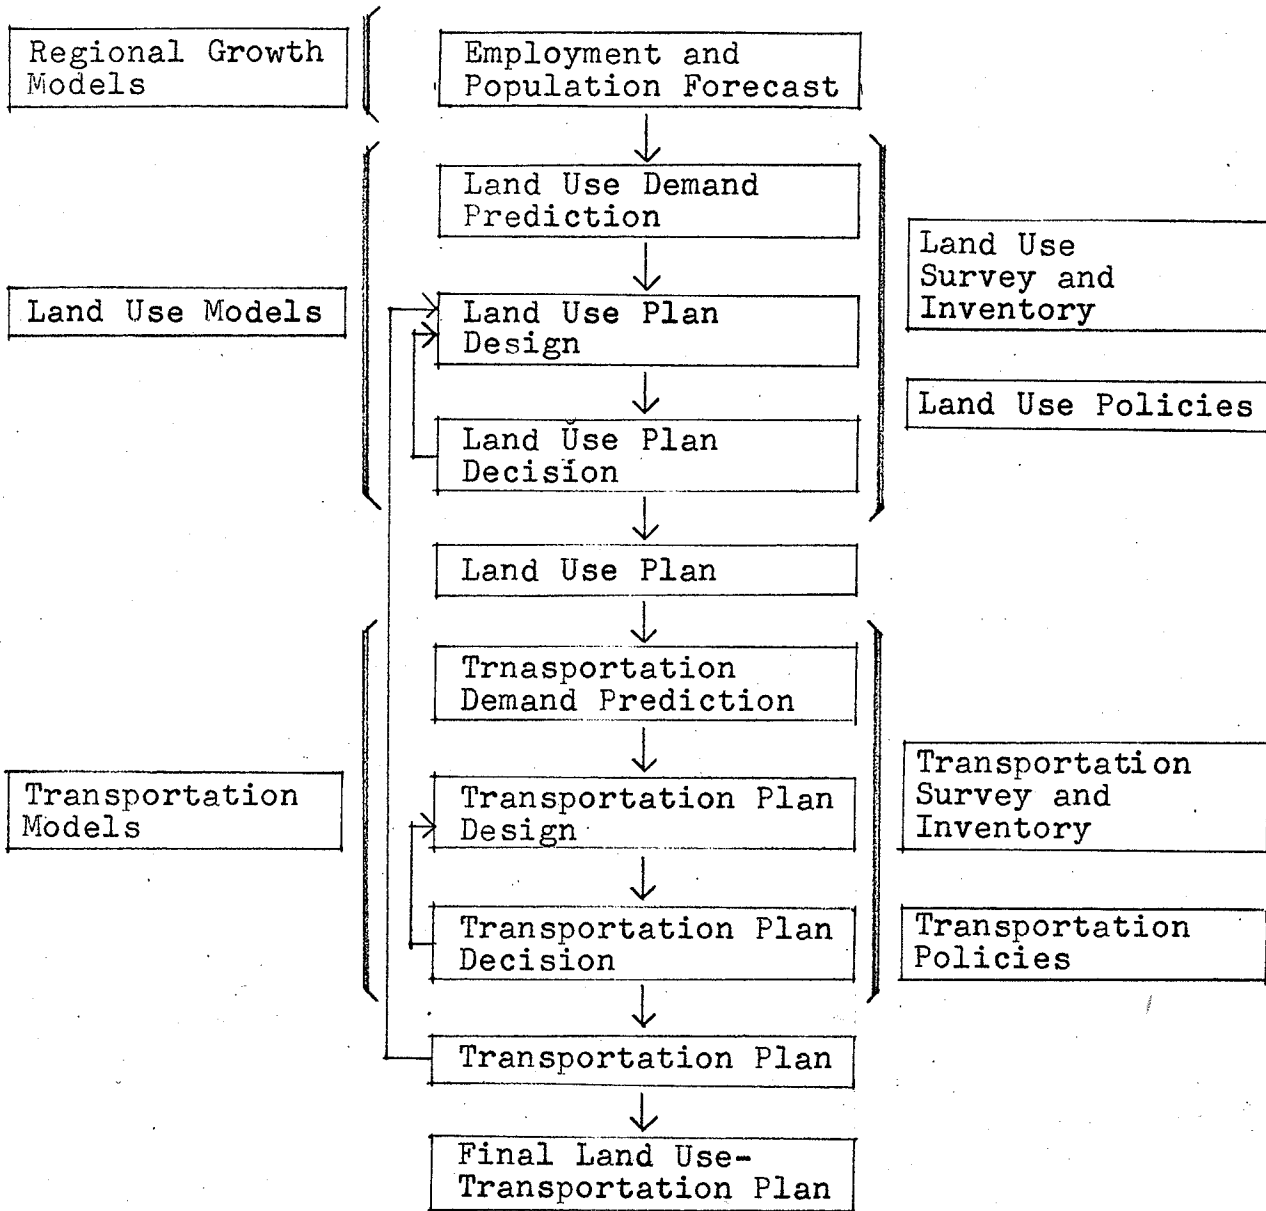 Regional Growth
Models
Employment and
Population Forecast
Land Use Demand
Prediction
Land Use
Survey and
Inventory
Land Use Models
Land Use Plan
Design
Land Use Policies
Land Use Plan
Decision
Land Use Plan
Trnasportation
Demand Prediction
Transportation
Models
Transportation Plan
Design
Transportation
Survey and
Inventory
Transportation Plan
Decision
Transportation
Policies
Transportation Plan
Final Land Use-
Transportation Plan